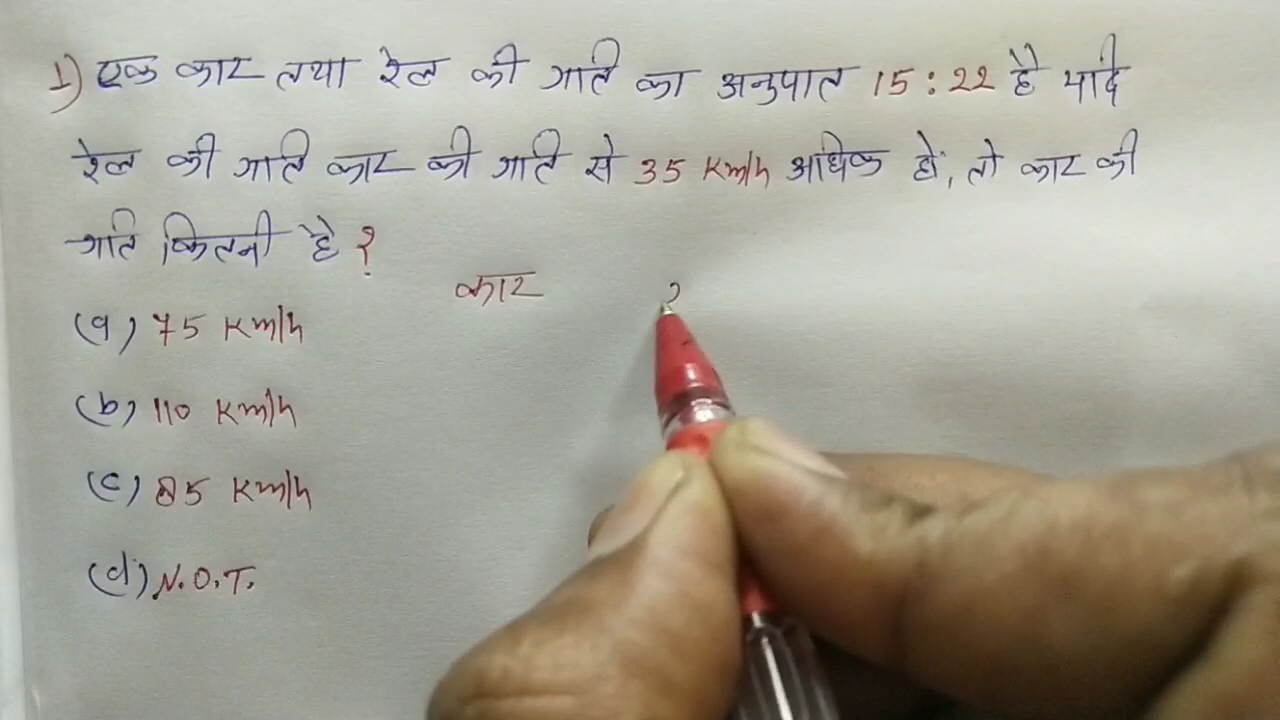 1) एक कार तथा रेल की गति का अनुपात 15 : 22 है यदि
रेल की गति कार की गति से 35 Km/h अधिक हो, तो कार की
गति कितनी है ?
कार
(a) 75 Km/h
(b) 110 Km/h
(c) 85 Km/h
(d) N.O.T.